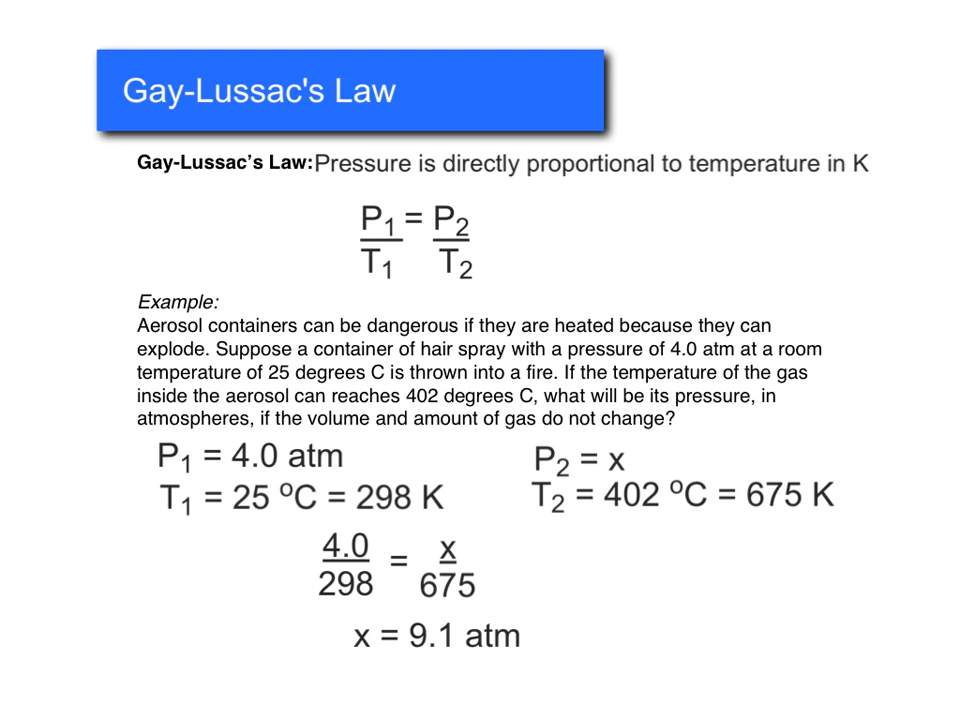 Gay-Lussac's Law
Gay-Lussac’s Law: Pressure is directly proportional to temperature in K
P₁ = P₂
T₁ T₂
Example:
Aerosol containers can be dangerous if they are heated because they can
explode. Suppose a container of hair spray with a pressure of 4.0 atm at a room
temperature of 25 degrees C is thrown into a fire. If the temperature of the gas
inside the aerosol can reaches 402 degrees C, what will be its pressure, in
atmospheres, if the volume and amount of gas do not change?
P₁ = 4.0 atm
T₁ = 25 ºC = 298 K
P₂ = x
T₂ = 402 ºC = 675 K
4.0 = x
298 675
x = 9.1 atm